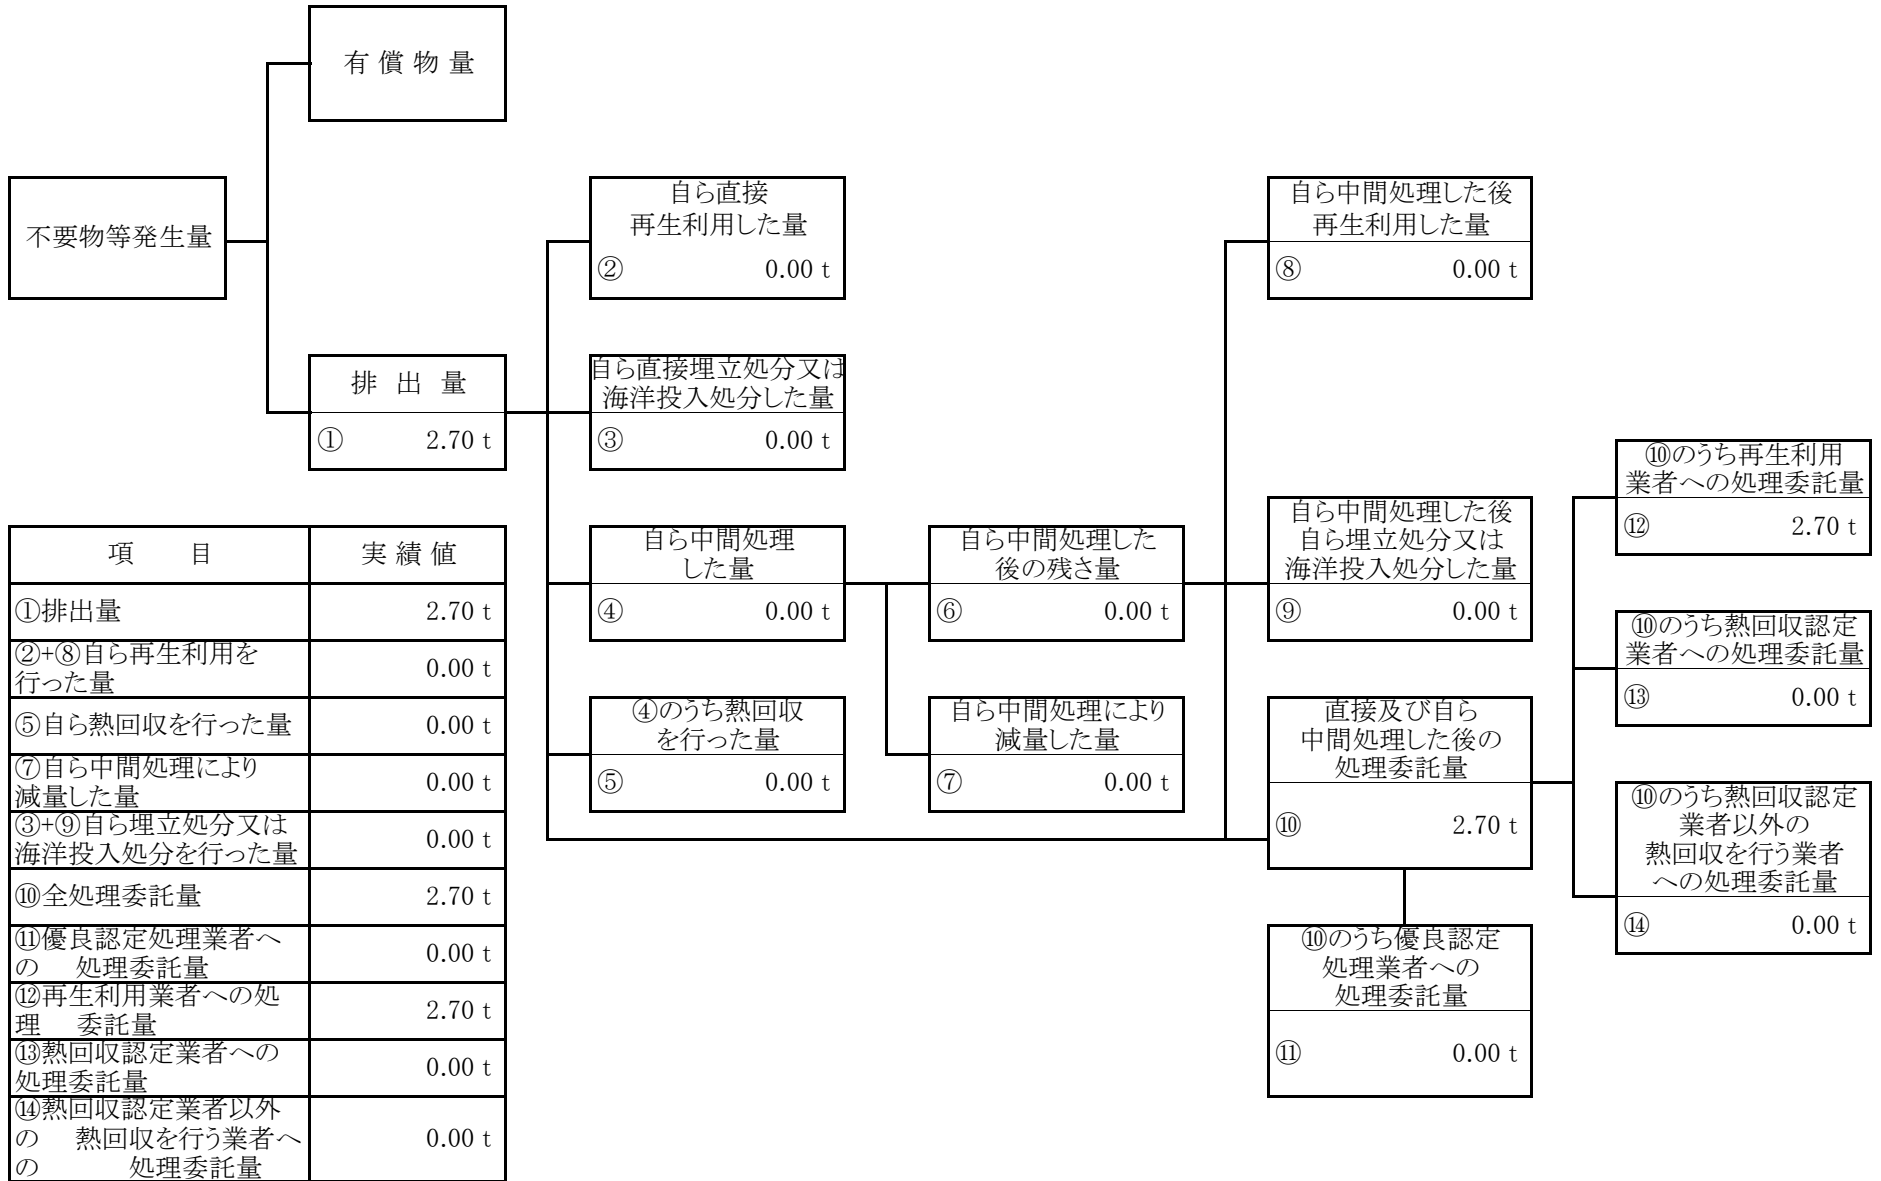 有 償 物 量
不要物等発生量
排 出 量
① 2.70 t
自ら直接
再生利用した量
② 0.00 t
自ら直接埋立処分又は
海洋投入処分した量
③ 0.00 t
自ら中間処理
した量
④ 0.00 t
④のうち熱回収
を行った量
⑤ 0.00 t
自ら中間処理した
後の残さ量
⑥ 0.00 t
自ら中間処理により
減量した量
⑦ 0.00 t
自ら中間処理した後
再生利用した量
⑧ 0.00 t
自ら中間処理した後
自ら埋立処分又は
海洋投入処分した量
⑨ 0.00 t
直接及び自ら
中間処理した後の
処理委託量
⑩ 2.70 t
⑩のうち優良認定
処理業者への
処理委託量
⑪ 0.00 t
⑩のうち再生利用
業者への処理委託量
⑫ 2.70 t
⑩のうち熱回収認定
業者への処理委託量
⑬ 0.00 t
⑩のうち熱回収認定
業者以外の
熱回収を行う業者
への処理委託量
⑭ 0.00 t
項 目 実 績 値
①排出量 2.70 t
②+⑧自ら再生利用を
行った量 0.00 t
⑤自ら熱回収を行った量 0.00 t
⑦自ら中間処理により
減量した量 0.00 t
③+⑨自ら埋立処分又は
海洋投入処分を行った量 0.00 t
⑩全処理委託量 2.70 t
⑪優良認定処理業者へ
の 処理委託量 0.00 t
⑫再生利用業者への処
理 委託量 2.70 t
⑬熱回収認定業者への
処理委託量 0.00 t
⑭熱回収認定業者以外
の 熱回収を行う業者へ 0.00 t
の 処理委託量